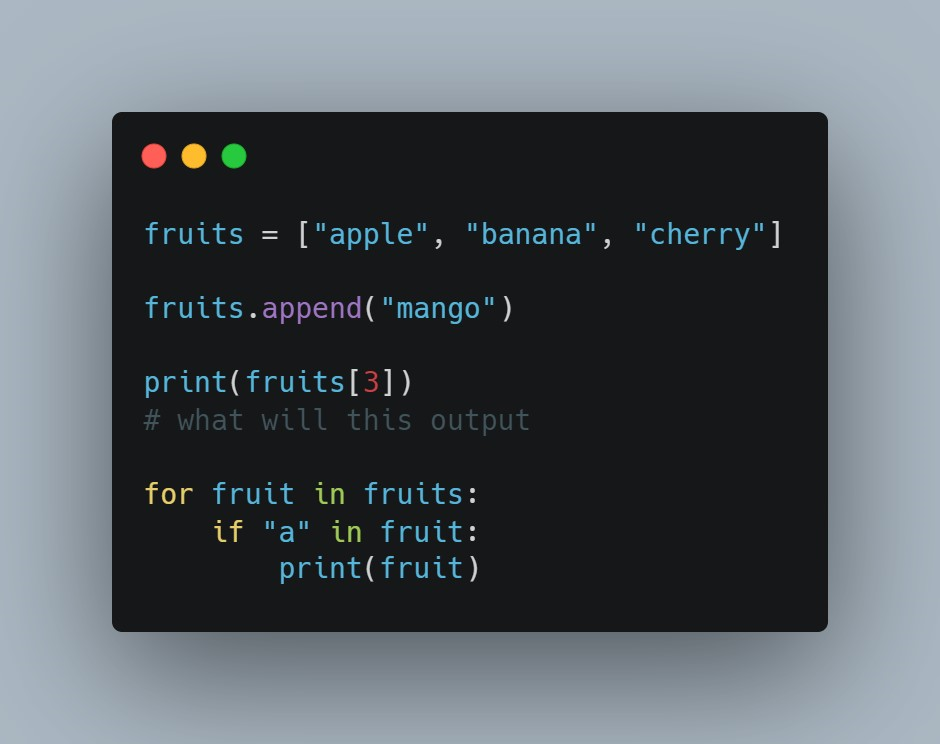 fruits = ["apple", "banana", "cherry"]
fruits.append("mango")
print(fruits[3])
# what will this output
for fruit in fruits:
    if "a" in fruit:
        print(fruit)